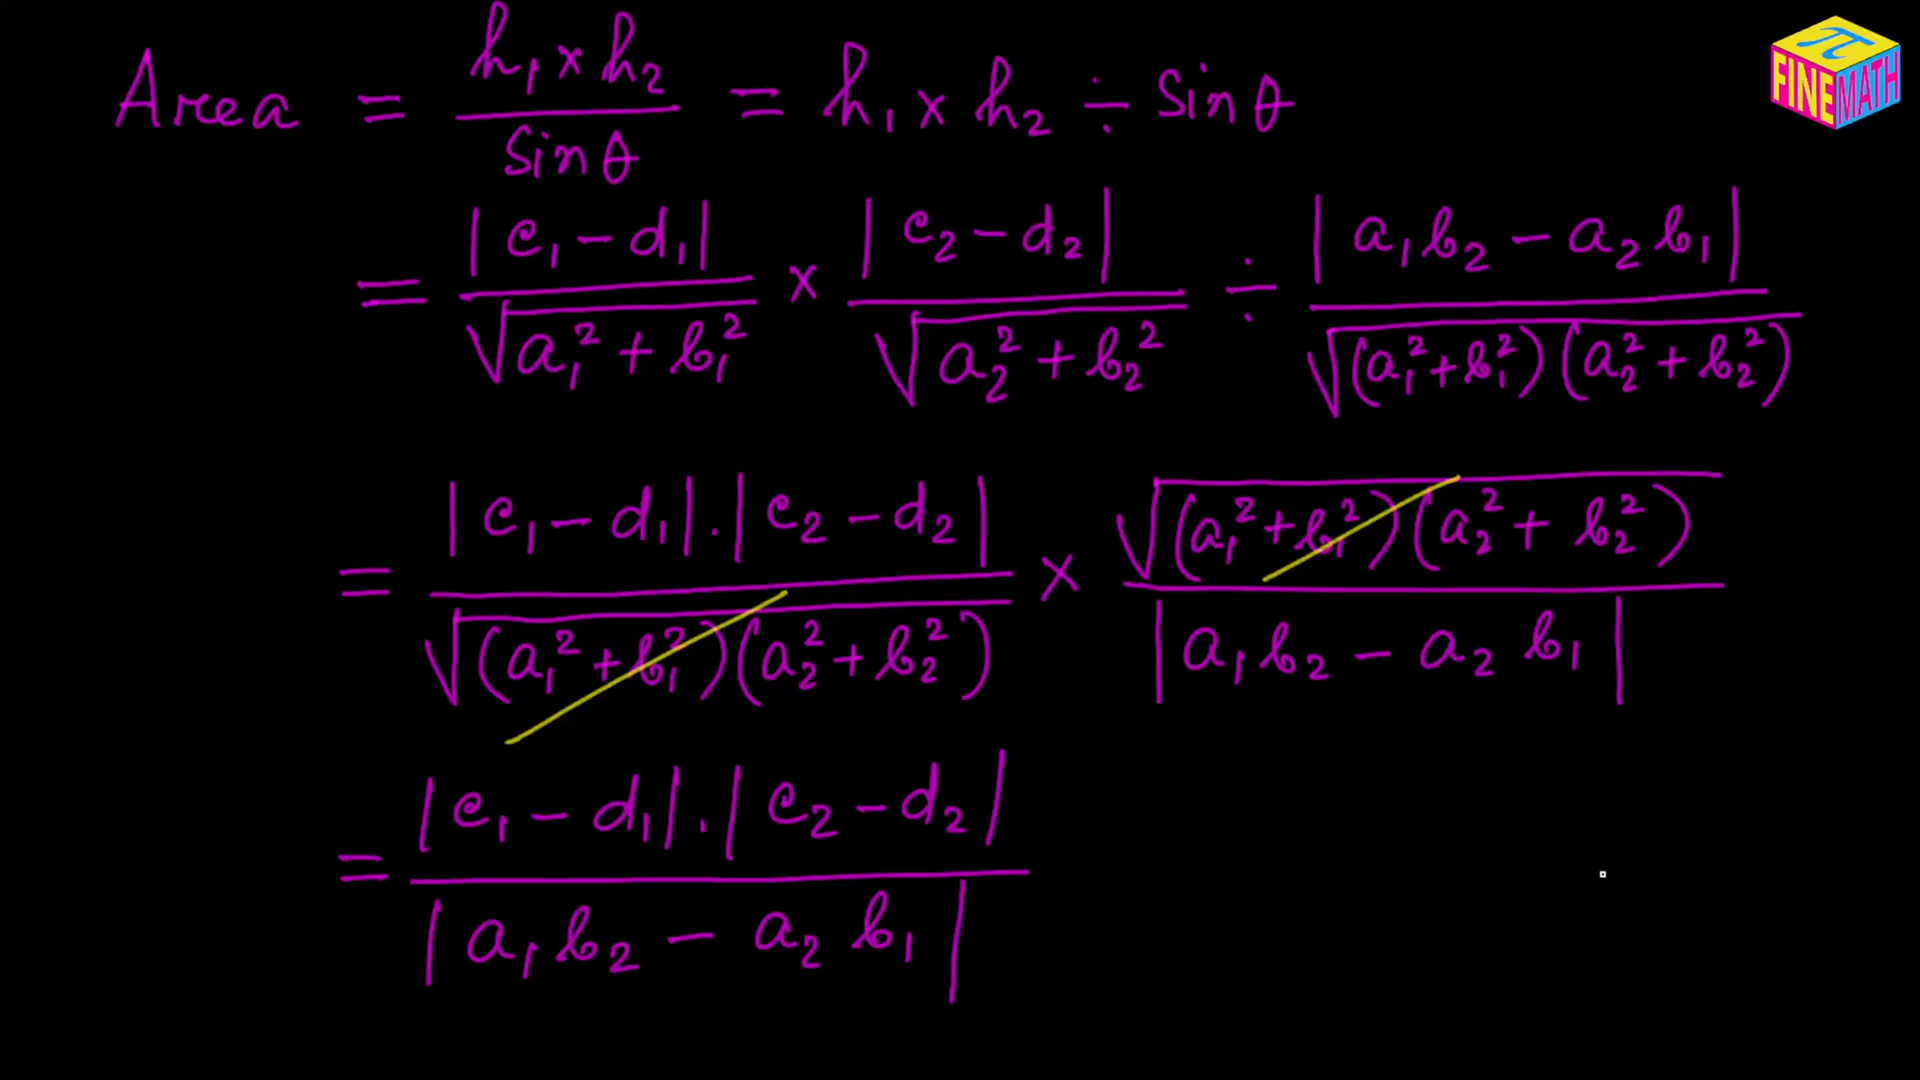 Area = h₁ × h₂ / sin θ = h₁ × h₂ ÷ sin θ
= |c₁ − d₁| / √(a₁² + b₁²) × |c₂ − d₂| / √(a₂² + b₂²) ÷ |a₁b₂ − a₂b₁| / √((a₁² + b₁²)(a₂² + b₂²))
= |c₁ − d₁| . |c₂ − d₂| / √((a₁² + b₁²)(a₂² + b₂²)) × √((a₁² + b₁²)(a₂² + b₂²)) / |a₁b₂ − a₂b₁|
= |c₁ − d₁| . |c₂ − d₂| / |a₁b₂ − a₂b₁|
π
FINE MATH